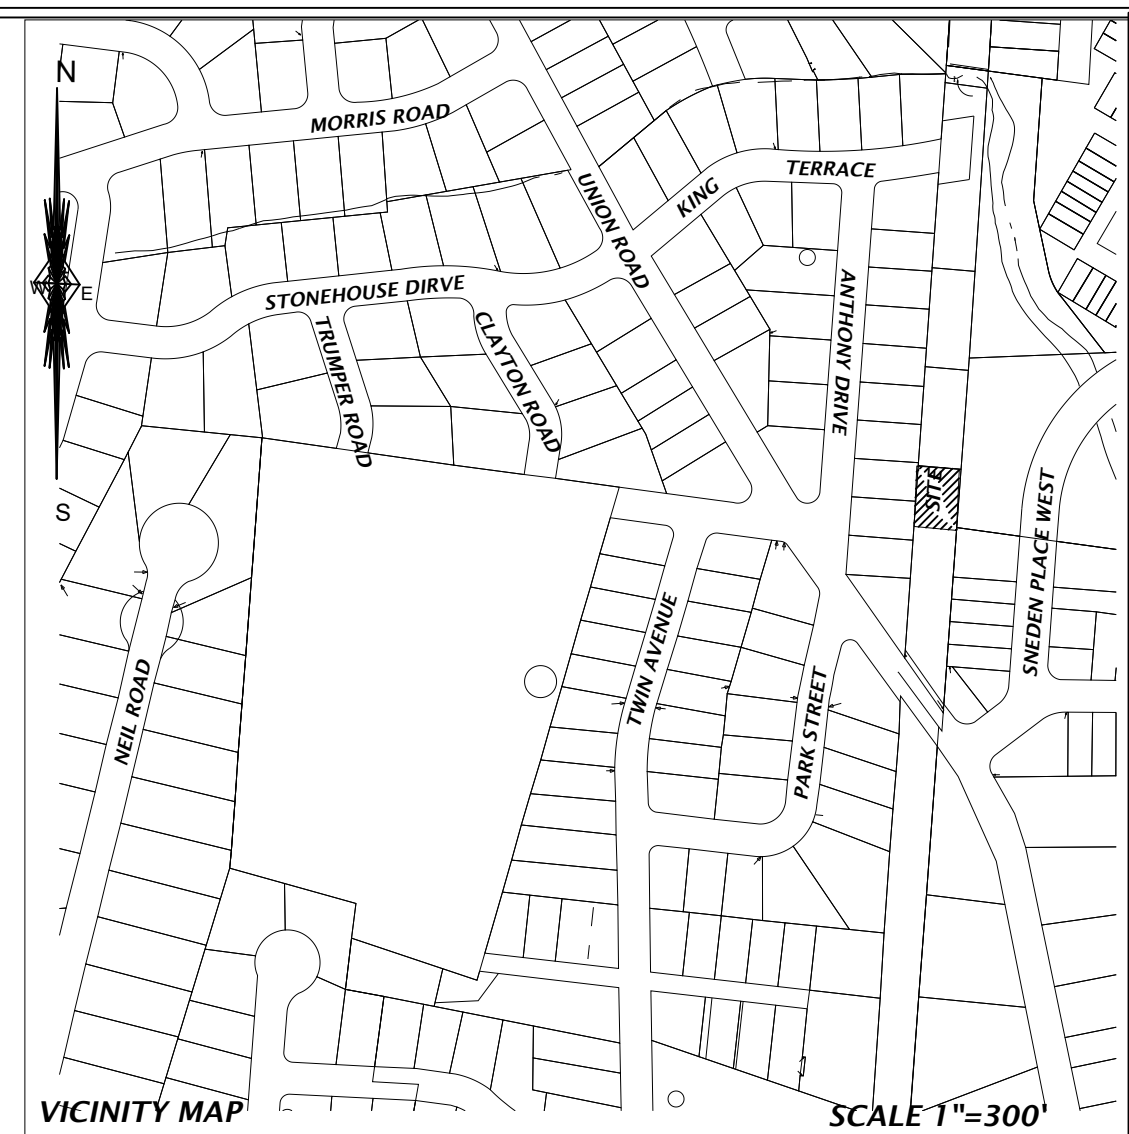 N
MORRIS ROAD
TERRACE
KING
UNION ROAD
W
E
STONEHOUSE DIRVE
ANTHONY DRIVE
TRUMPER ROAD
CLAYTON ROAD
SITE
S
SNEDEN PLACE WEST
TWIN AVENUE
NEIL ROAD
PARK STREET
VICINITY MAP
SCALE 1"=300'